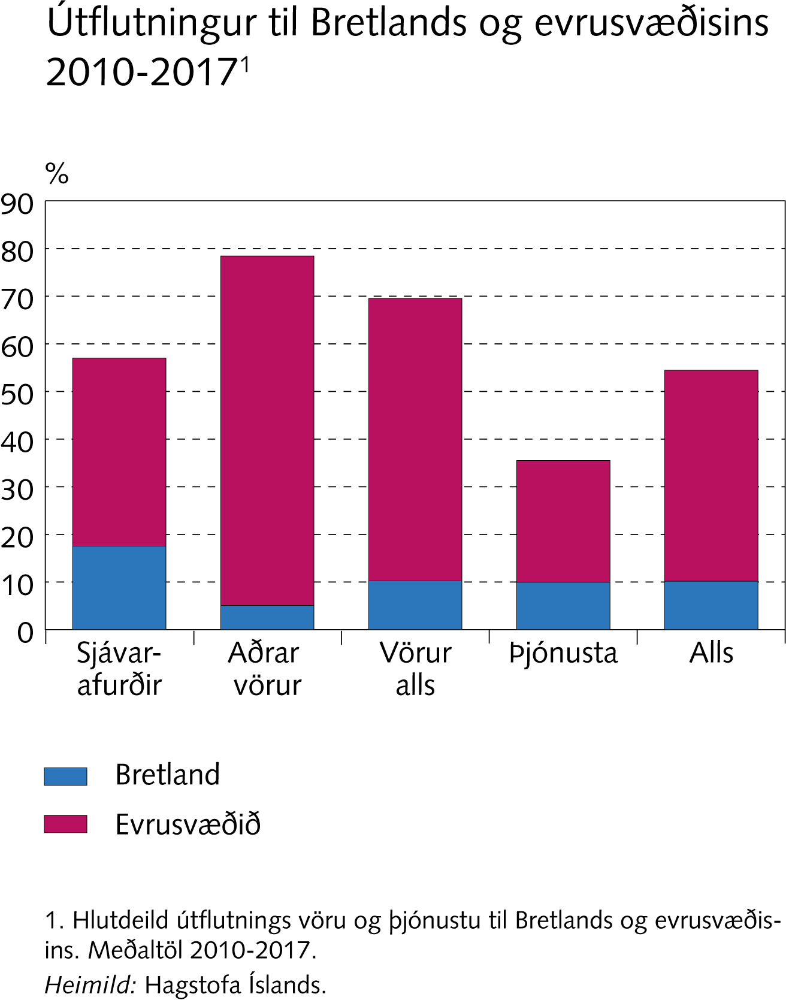 Útflutningur til Bretlands og evrusvæðisins
2010-2017¹
%
90
80
70
60
50
40
30
20
10
0
Sjávar-
afurðir
Aðrar
vörur
Vörur
alls
Þjónusta
Alls
Bretland
Evrusvæðið
1. Hlutdeild útflutnings vöru og þjónustu til Bretlands og evrusvæðis-
ins. Meðaltöl 2010-2017.
Heimild: Hagstofa Íslands.